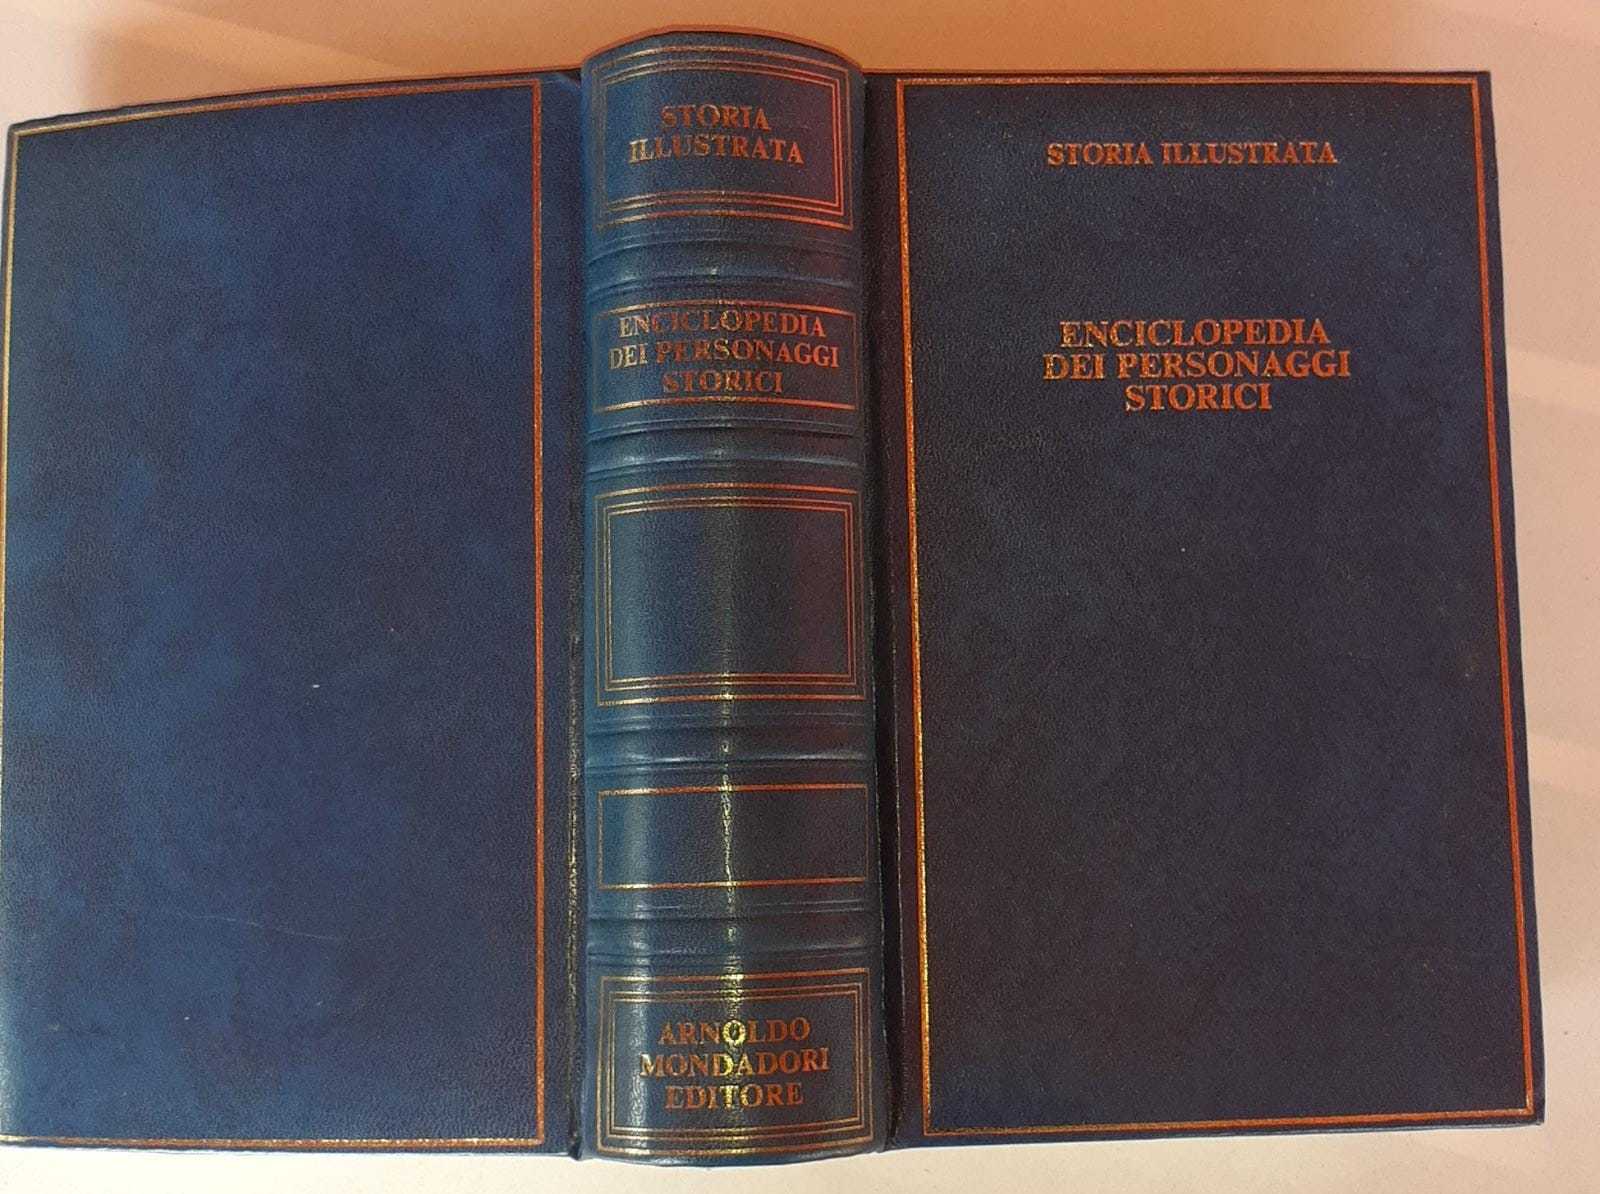 STORIA
ILLUSTRATA
ENCICLOPEDIA
DEI PERSONAGGI
STORICI
ARNOLDO
MONDADORI
EDITORE
STORIA ILLUSTRATA
ENCICLOPEDIA
DEI PERSONAGGI
STORICI